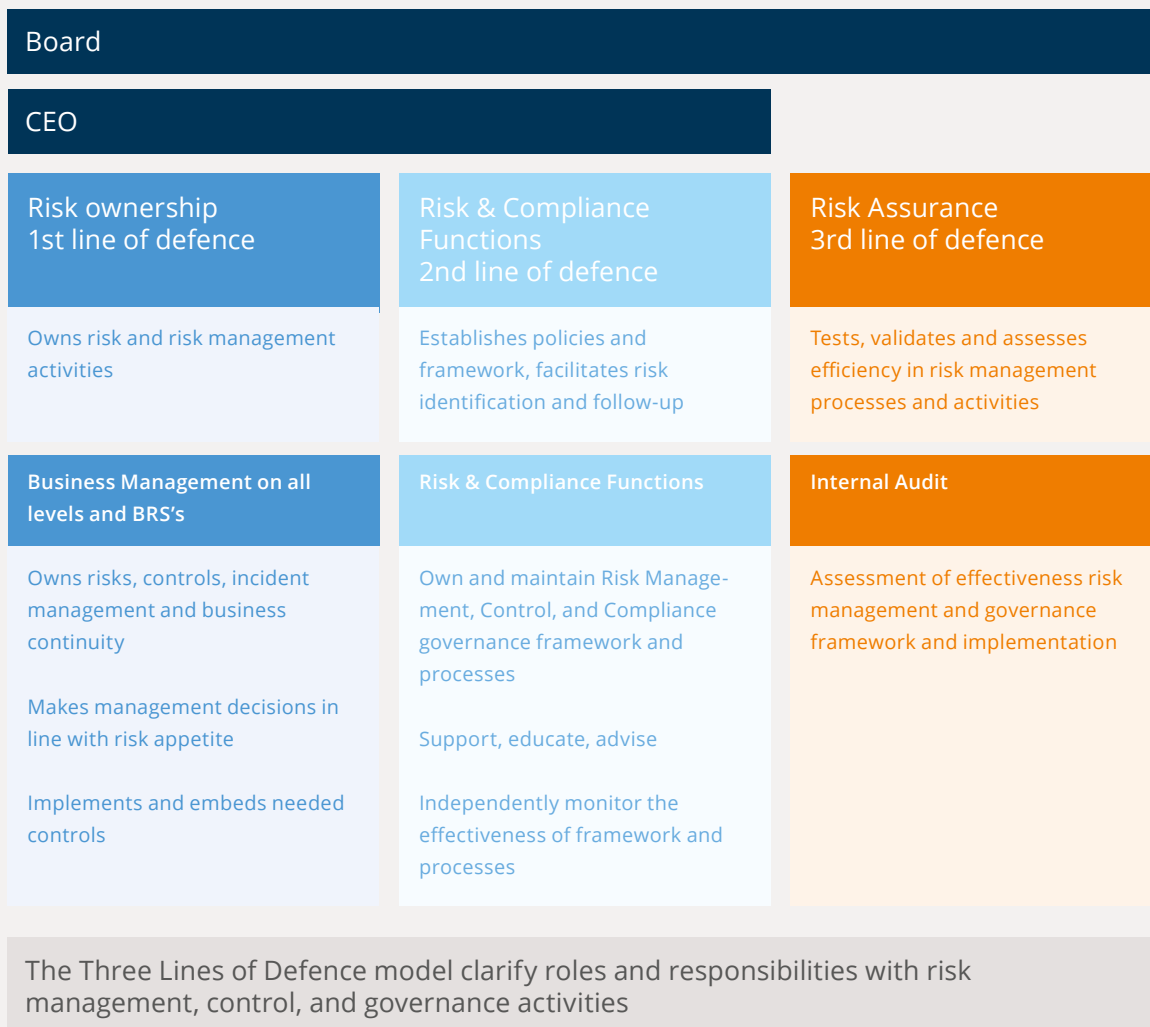 Board
CEO
Risk ownership
1st line of defence
Owns risk and risk management
activities
Business Management on all
levels and BRS’s
Owns risks, controls, incident
management and business
continuity
Makes management decisions in
line with risk appetite
Implements and embeds needed
controls
Risk & Compliance
Functions
2nd line of defence
Establishes policies and
framework, facilitates risk
identification and follow-up
Risk & Compliance Functions
Own and maintain Risk Manage-
ment, Control, and Compliance
governance framework and
processes
Support, educate, advise
Independently monitor the
effectiveness of framework and
processes
Risk Assurance
3rd line of defence
Tests, validates and assesses
efficiency in risk management
processes and activities
Internal Audit
Assessment of effectiveness risk
management and governance
framework and implementation
The Three Lines of Defence model clarify roles and responsibilities with risk
management, control, and governance activities